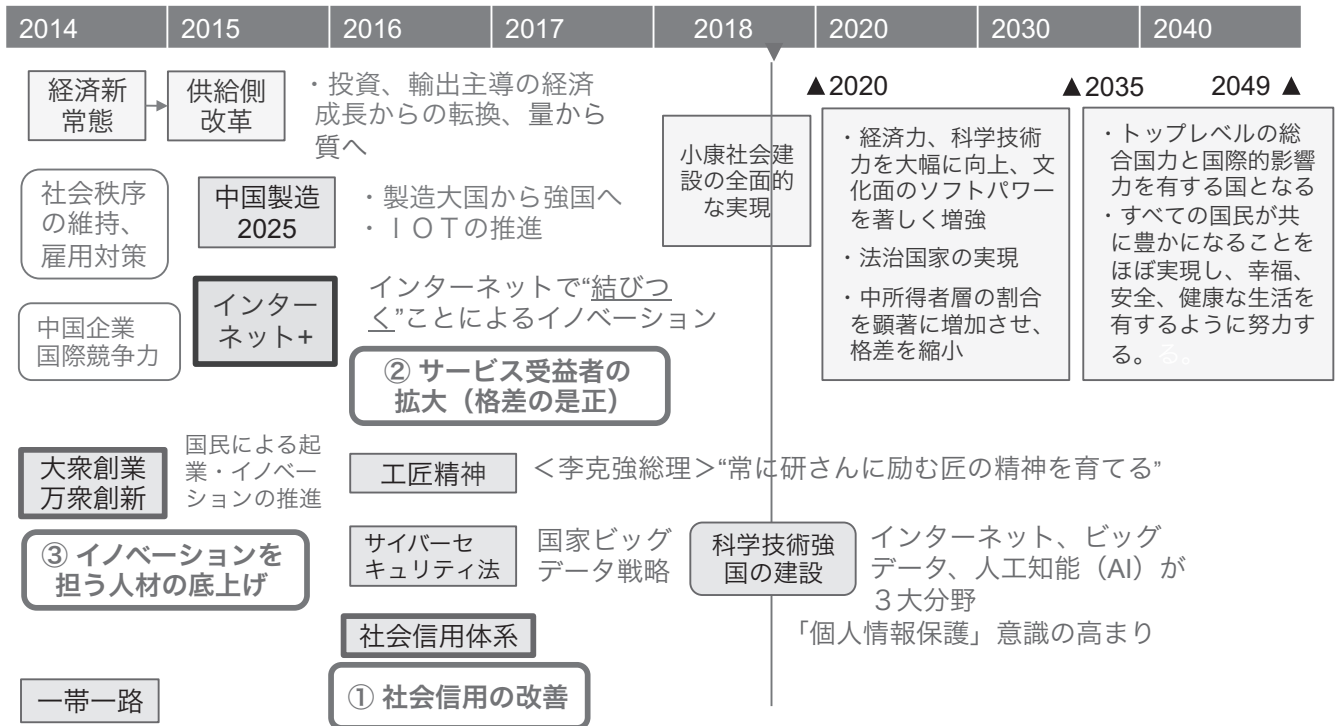 2014 2015 2016 2017 2018 2020 2030 2040
▲2020 ▲2035 2049 ▲
経済新
常態
供給側
改革
・投資、輸出主導の経済
成長からの転換、量から
質へ
小康社会建
設の全面的
な実現
・経済力、科学技術
力を大幅に向上、文
化面のソフトパワー
を著しく増強
・法治国家の実現
・中所得者層の割合
を顕著に増加させ、
格差を縮小
・トップレベルの総
合国力と国際的影響
力を有する国となる
・すべての国民が共
に豊かになることを
ほぼ実現し、幸福、
安全、健康な生活を
有するように努力す
る。 る。
社会秩序
の維持、
雇用対策
中国製造
2025
・製造大国から強国へ
・ＩＯＴの推進
中国企業
国際競争力
インター
ネット+
インターネットで“結びつ
く”ことによるイノベーション
② サービス受益者の
拡大（格差の是正）
大衆創業
万衆創新
国民による起
業・イノベー
ションの推進
工匠精神
＜李克強総理＞“常に研さんに励む匠の精神を育てる”
③ イノベーションを
担う人材の底上げ
サイバーセ
キュリティ法
国家ビッグ
データ戦略
科学技術強
国の建設
インターネット、ビッグ
データ、人工知能（AI）が
３大分野
「個人情報保護」意識の高まり
社会信用体系
① 社会信用の改善
一帯一路